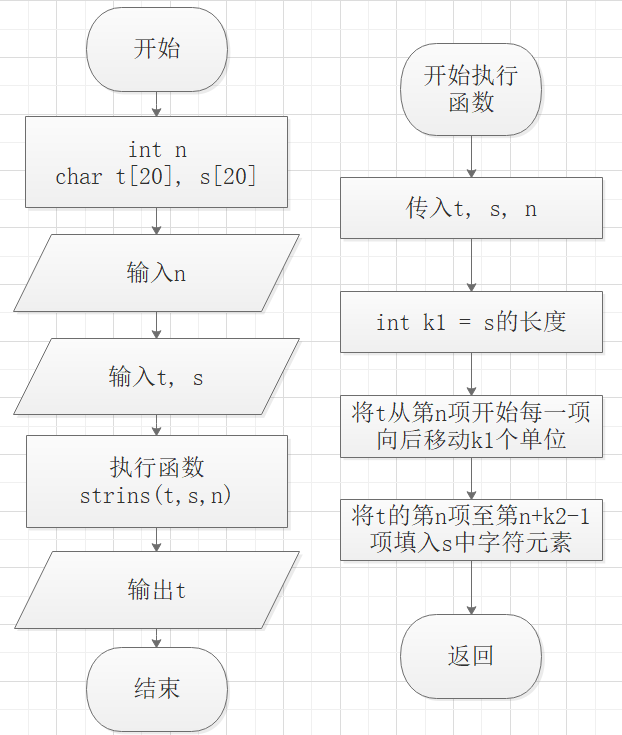 开始
int n
char t[20], s[20]
输入n
输入t, s
执行函数
strins(t,s,n)
输出t
结束
开始执行
函数
传入t, s, n
int k1 = s的长度
将t从第n项开始每一项
向后移动k1个单位
将t的第n项至第n+k2-1
项填入s中字符元素
返回